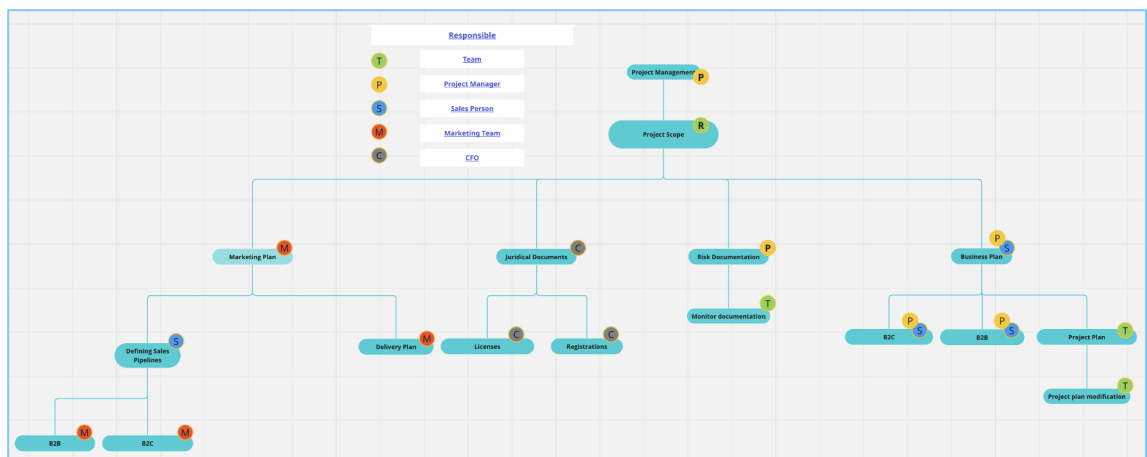 Responsible
T Team
P Project Manager
S Sales Person
M Marketing Team
C CFO
Project Management P
Project Scope R
Marketing Plan M
Juridical Documents C
Risk Documentation P
Business Plan P S
Defining Sales
Pipelines S
Delivery Plan M
Licenses C
Registrations C
Monitor documentation T
B2C P S
B2B P S
Project Plan T
Project plan modification T
B2B M
B2C M